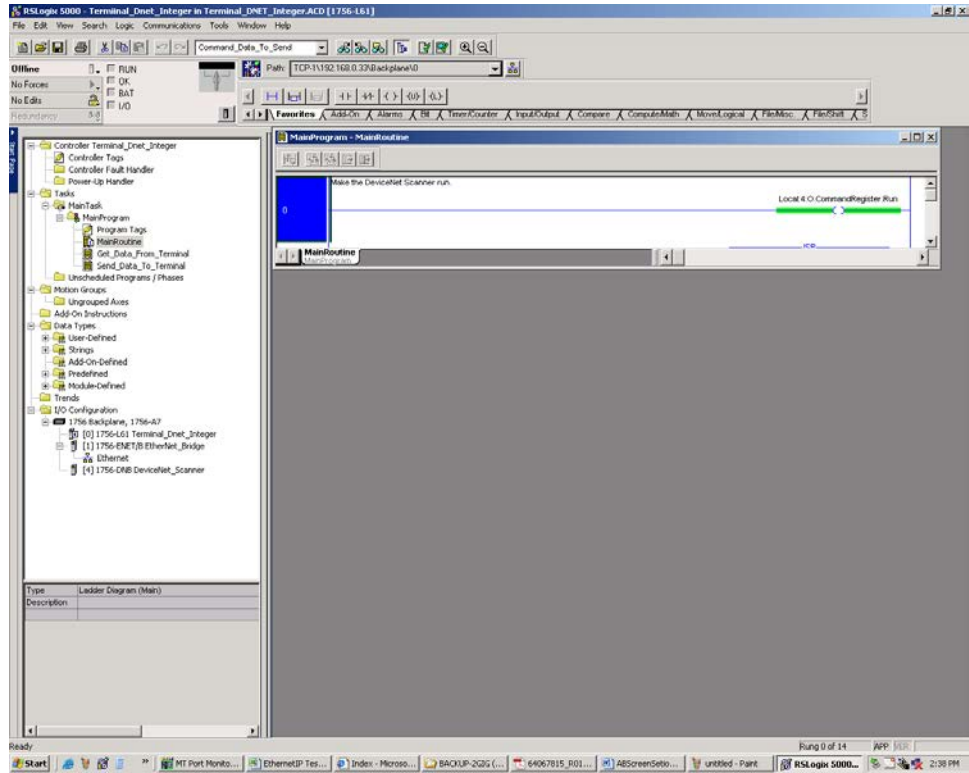 RSLogix 5000 - Termiinal_Dnet_Integer in Terminal_DNET_Integer.ACD [1756-L61]
File Edit View Search Logic Communications Tools Window Help
Command_Data_To_Send
Offline
RUN
Path: TCP-1\192.168.0.33\Backplane\0
No Forces
OK
BAT
No Edits
I/O
Redundancy
Favorites Add-On Alarms Bit Timer/Counter Input/Output Compare Compute/Math Move/Logical File/Misc. File/Shift S
Start Page
Controller Terminal_Dnet_Integer
Controller Tags
Controller Fault Handler
Power-Up Handler
Tasks
MainTask
MainProgram
Program Tags
MainRoutine
Get_Data_From_Terminal
Send_Data_To_Terminal
Unscheduled Programs / Phases
Motion Groups
Ungrouped Axes
Add-On Instructions
Data Types
User-Defined
Strings
Add-On-Defined
Predefined
Module-Defined
Trends
I/O Configuration
1756 Backplane, 1756-A7
[0] 1756-L61 Terminal_Dnet_Integer
[1] 1756-ENET/B EtherNet_Bridge
Ethernet
[4] 1756-DNB DeviceNet_Scanner
MainProgram - MainRoutine
Make the DeviceNet Scanner run.
Local:4:O.CommandRegister.Run
0
JSR
MainRoutine
MainProgram
Type Ladder Diagram (Main)
Description
Ready
Rung 0 of 14 APP VER
Start MT Port Monito... EthernetIP Tes... Index - Microso... BACKUP-2GIG (... 64067815_R01... ABScreenSetio... untitled - Paint RSLogix 5000... 2:38 PM